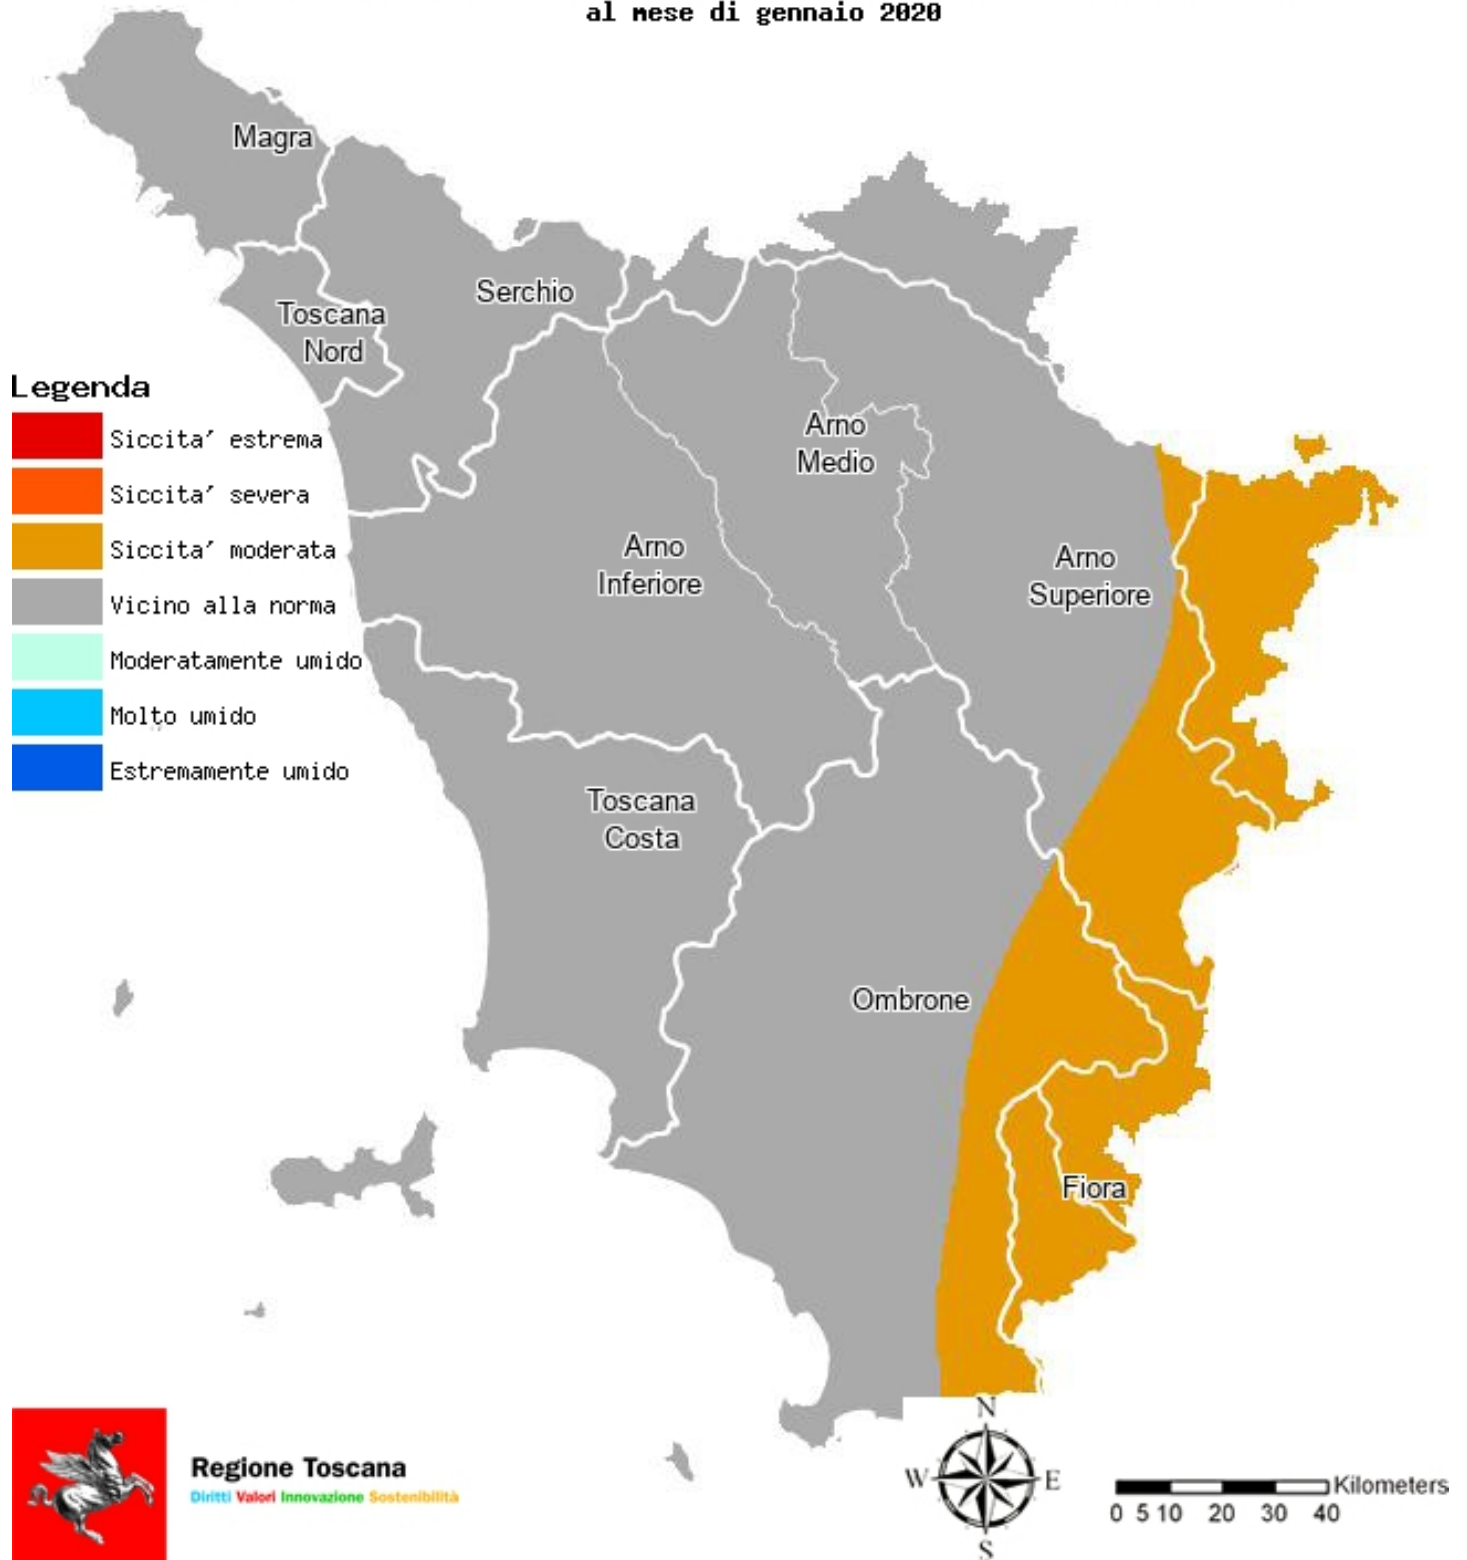 al mese di gennaio 2020
Magra
Serchio
Toscana
Nord
Legenda
Siccita' estrema
Siccita' severa
Siccita' moderata
Vicino alla norma
Moderatamente umido
Molto umido
Estremamente umido
Arno
Medio
Arno
Inferiore
Arno
Superiore
Toscana
Costa
Ombrone
Fiora
Regione Toscana
Diritti Valori Innovazione Sostenibilità
N
W E
S
Kilometers
0 5 10 20 30 40